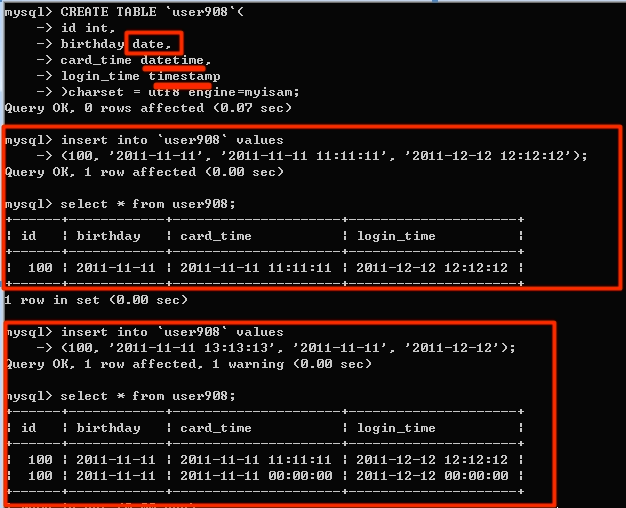 mysql> CREATE TABLE `user908`(
    -> id int,
    -> birthday date,
    -> card_time datetime,
    -> login_time timestamp
    -> )charset = utf8 engine=myisam;
Query OK, 0 rows affected (0.07 sec)
mysql> insert into `user908` values
    -> (100, '2011-11-11', '2011-11-11 11:11:11', '2011-12-12 12:12:12');
Query OK, 1 row affected (0.00 sec)
mysql> select * from user908;
+------+------------+---------------------+---------------------+
| id   | birthday   | card_time           | login_time          |
+------+------------+---------------------+---------------------+
|  100 | 2011-11-11 | 2011-11-11 11:11:11 | 2011-12-12 12:12:12 |
+------+------------+---------------------+---------------------+
1 row in set (0.00 sec)
mysql> insert into `user908` values
    -> (100, '2011-11-11 13:13:13', '2011-11-11', '2011-12-12');
Query OK, 1 row affected, 1 warning (0.00 sec)
mysql> select * from user908;
+------+------------+---------------------+---------------------+
| id   | birthday   | card_time           | login_time          |
+------+------------+---------------------+---------------------+
|  100 | 2011-11-11 | 2011-11-11 11:11:11 | 2011-12-12 12:12:12 |
|  100 | 2011-11-11 | 2011-11-11 00:00:00 | 2011-12-12 00:00:00 |
+------+------------+---------------------+---------------------+